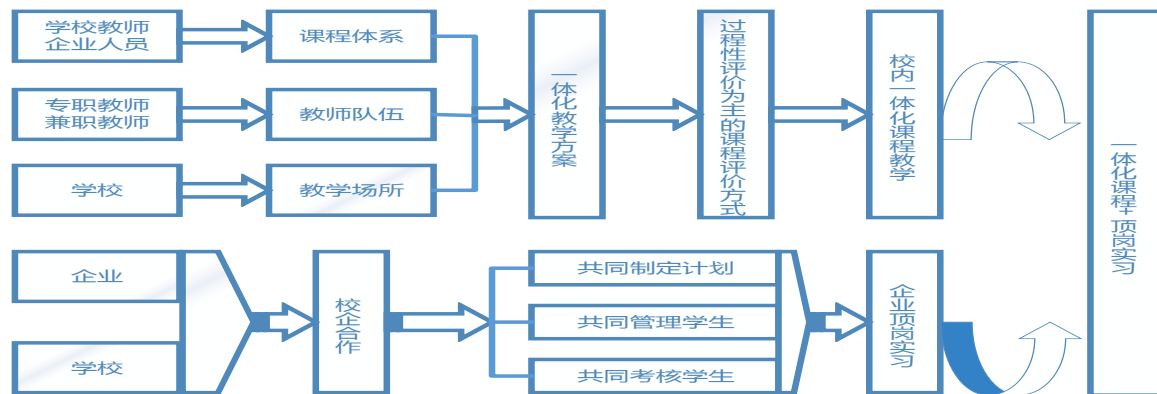 学校教师
企业人员
课程体系
专职教师
兼职教师
教师队伍
学校
教学场所
一体化教学方案
过程性评价为主的课程评价方式
校内一体化课程教学
企业
学校
校企合作
共同制定计划
共同管理学生
共同考核学生
企业顶岗实习
一体化课程+顶岗实习